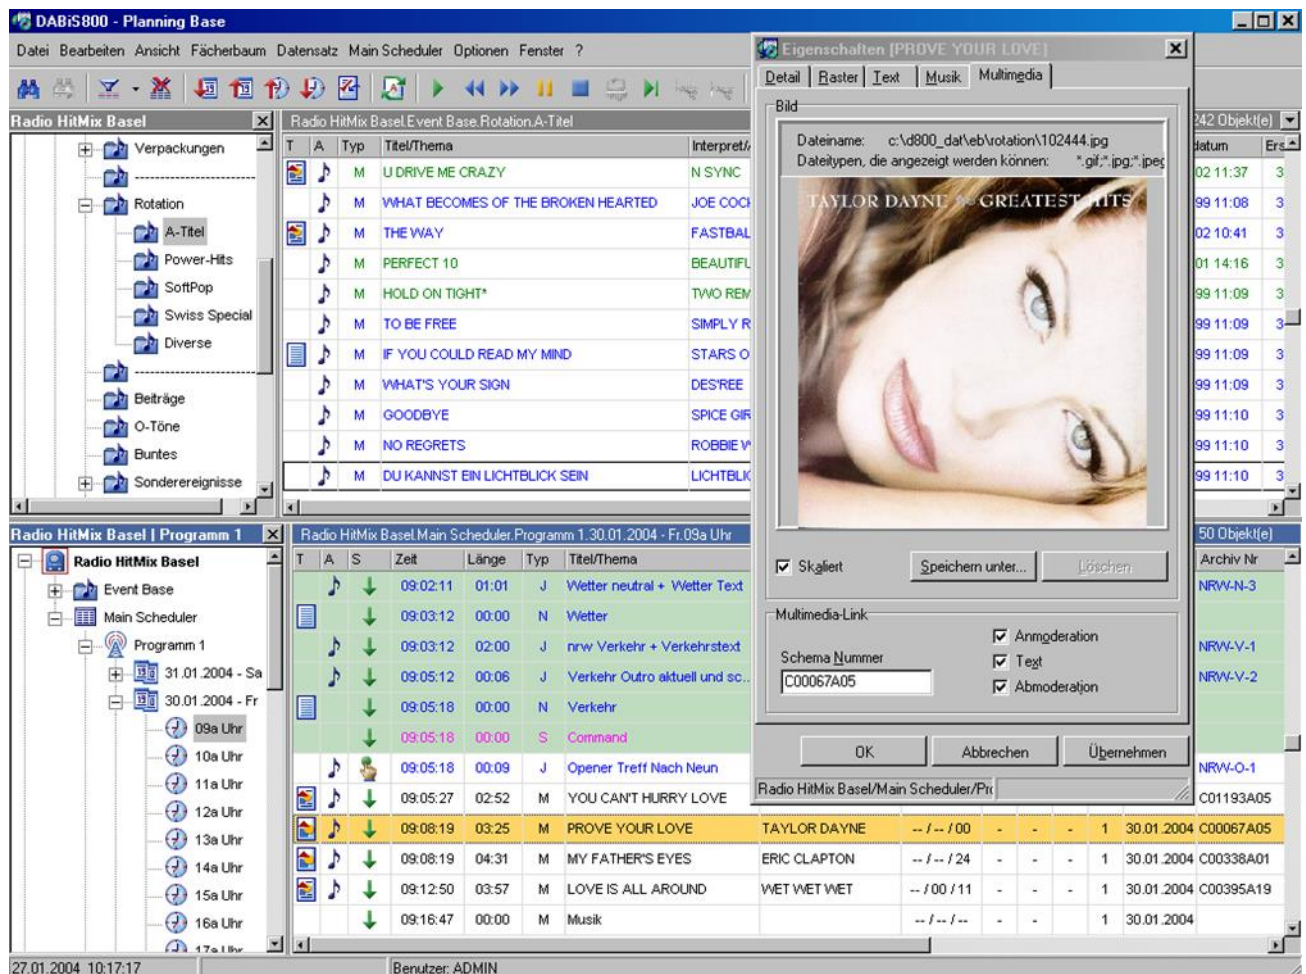 DABiS800 - Planning Base
Datei Bearbeiten Ansicht Fächerbaum Datensatz Main Scheduler Optionen Fenster ?
Radio HitMix Basel
Verpackungen
Rotation
A-Titel
Power-Hits
SoftPop
Swiss Special
Diverse
Beiträge
O-Töne
Buntes
Sonderereignisse
Radio HitMix Basel.Event Base.Rotation.A-Titel
242 Objekt(e)
T A Typ Titel/Thema Interpret/
M U DRIVE ME CRAZY N SYNC 02 11:37 3
M WHAT BECOMES OF THE BROKEN HEARTED JOE COC 99 11:08 3
M THE WAY FASTBAL 02 10:41 3
M PERFECT 10 BEAUTIFU 01 14:16 3
M HOLD ON TIGHT* TWO REM 99 11:09 3
M TO BE FREE SIMPLY R 99 11:09 3
M IF YOU COULD READ MY MIND STARS O 99 11:09 3
M WHAT'S YOUR SIGN DES'REE 99 11:09 3
M GOODBYE SPICE GIR 99 11:10 3
M NO REGRETS ROBBIE 99 11:10 3
M DU KANNST EIN LICHTBLICK SEIN LICHTBLI 99 11:10 3
Eigenschaften [PROVE YOUR LOVE]
Detail Raster Text Musik Multimedia
Bild
Dateiname: c:\d800_dat\eb\rotation\102444.jpg
Dateitypen, die angezeigt werden können: *.gif;*.jpg;*.jpeg
TAYLOR DAYNE GREATEST HITS
Skaliert
Speichern unter...
Löschen
Multimedia-Link
Schema Nummer
C00067A05
Anmoderation
Text
Abmoderation
OK Abbrechen Übernehmen
Radio HitMix Basel/Main Scheduler/Pro
Radio HitMix Basel | Programm 1
Radio HitMix Basel
Event Base
Main Scheduler
Programm 1
31.01.2004 - Sa
30.01.2004 - Fr
09a Uhr
10a Uhr
11a Uhr
12a Uhr
13a Uhr
14a Uhr
15a Uhr
16a Uhr
17a Uhr
Radio HitMix Basel.Main Scheduler.Programm 1.30.01.2004 - Fr.09a Uhr
50 Objekt(e)
T A S Zeit Länge Typ Titel/Thema Archiv Nr
09:02:11 01:01 J Wetter neutral + Wetter Text NRW-N-3
09:03:12 00:00 N Wetter
09:03:12 02:00 J nrw Verkehr + Verkehrstext NRW-V-1
09:05:12 00:06 J Verkehr Outro aktuell und sc.. NRW-V-2
09:05:18 00:00 N Verkehr
09:05:18 00:00 S Command
09:05:18 00:09 J Opener Treff Nach Neun NRW-O-1
09:05:27 02:52 M YOU CAN'T HURRY LOVE C01193A05
09:08:19 03:25 M PROVE YOUR LOVE TAYLOR DAYNE -- / -- / 00 - - - 1 30.01.2004 C00067A05
09:08:19 04:31 M MY FATHER'S EYES ERIC CLAPTON -- / -- / 24 - - - 1 30.01.2004 C00338A01
09:12:50 03:57 M LOVE IS ALL AROUND WET WET WET -- / 00 / 11 - - - 1 30.01.2004 C00395A19
09:16:47 00:00 M Musik -- / -- / -- - - 1 30.01.2004
27.01.2004 10:17:17 Benutzer: ADMIN